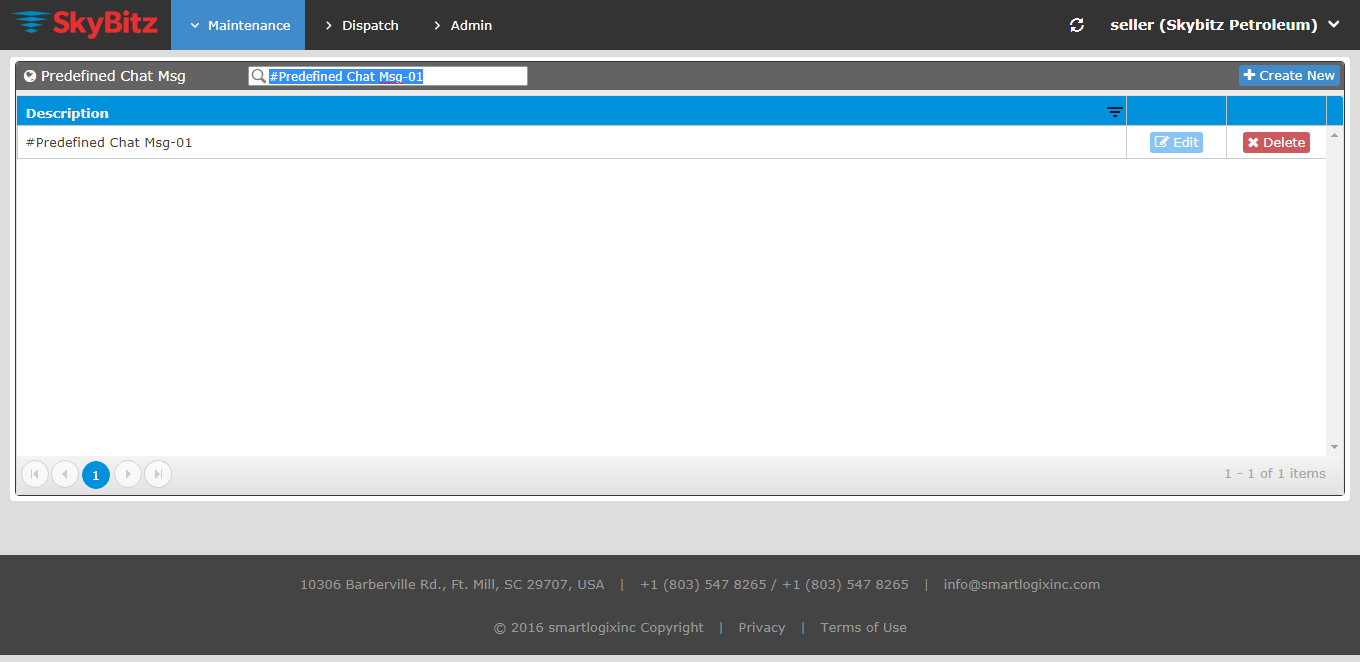 SkyBitz Maintenance Dispatch Admin seller (Skybitz Petroleum)
Predefined Chat Msg #Predefined Chat Msg-01 Create New
Description
#Predefined Chat Msg-01 Edit Delete
1 1 - 1 of 1 items
10306 Barberville Rd., Ft. Mill, SC 29707, USA | +1 (803) 547 8265 / +1 (803) 547 8265 | info@smartlogixinc.com
© 2016 smartlogixinc Copyright | Privacy | Terms of Use